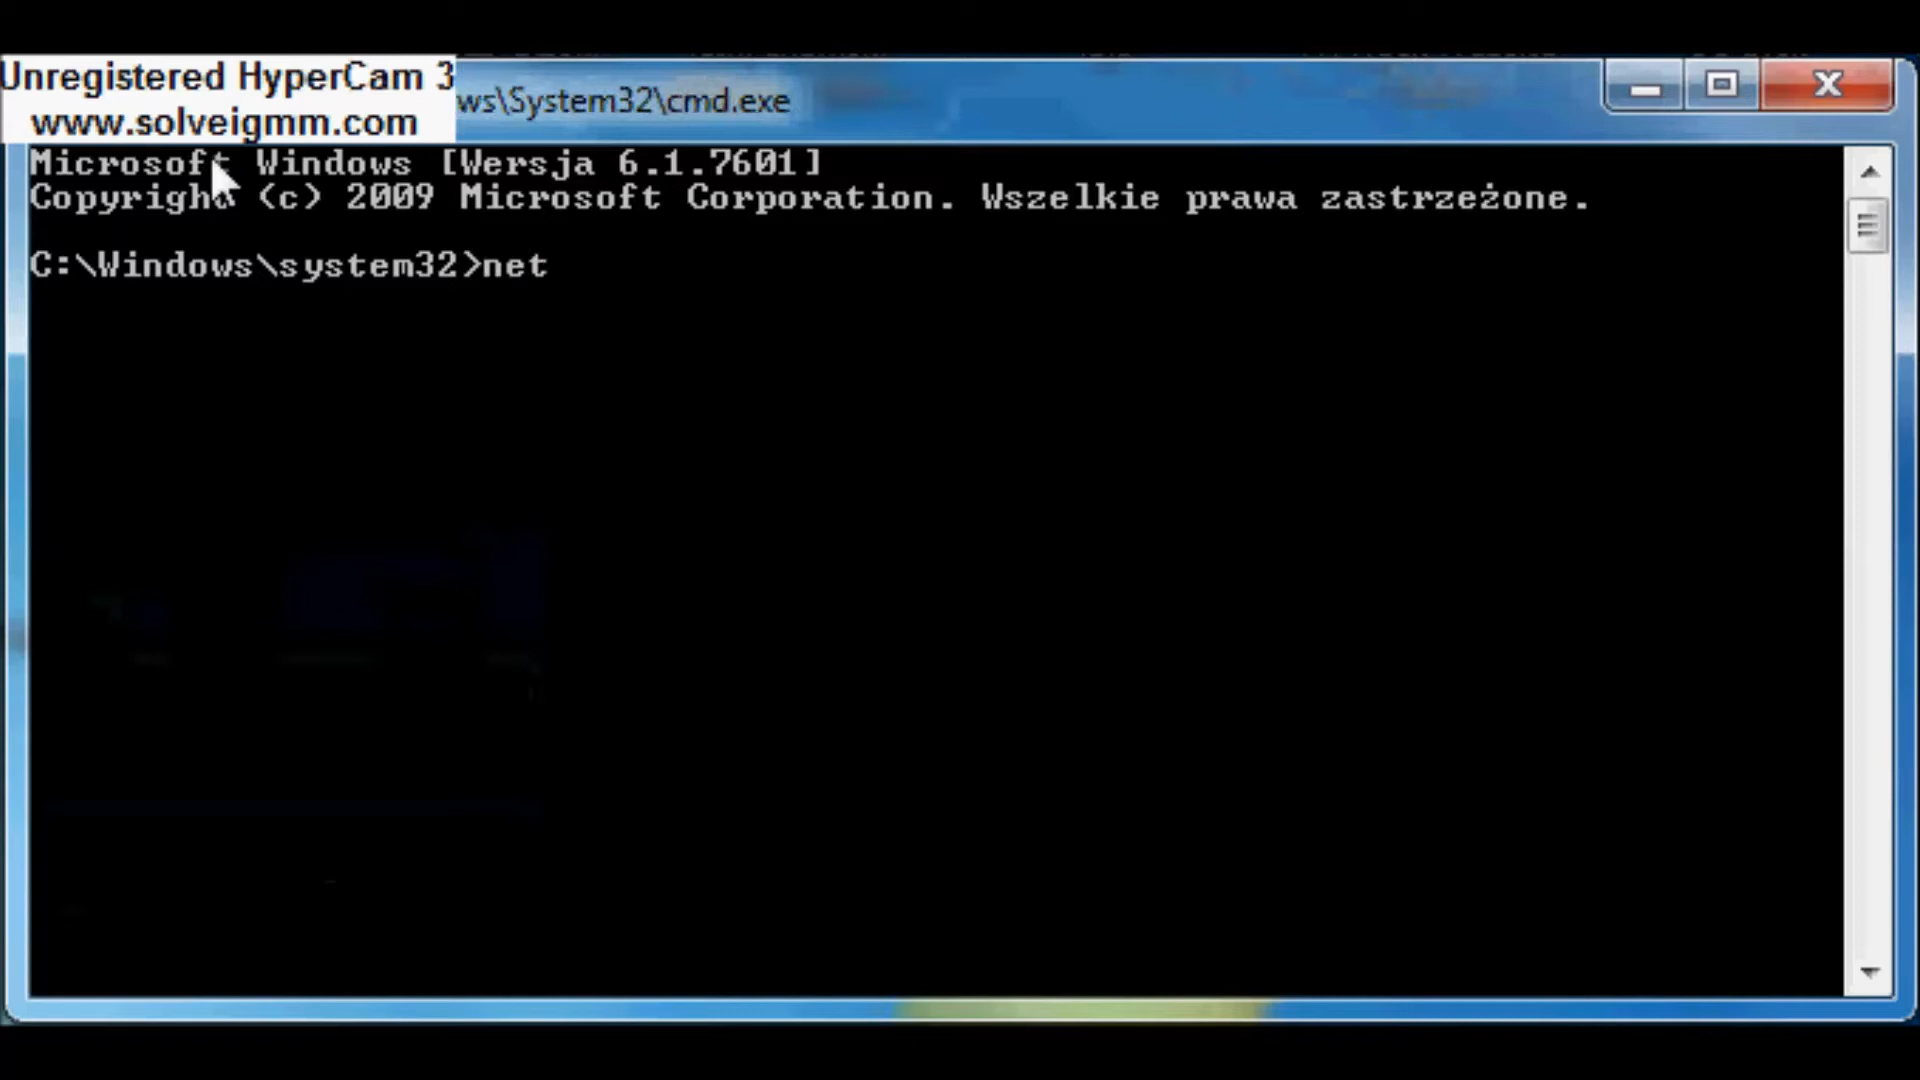 Unregistered HyperCam 3
www.solveigmm.com
ws\System32\cmd.exe
Microsoft Windows [Wersja 6.1.7601]
Copyright (c) 2009 Microsoft Corporation. Wszelkie prawa zastrzeżone.
C:\Windows\system32>net